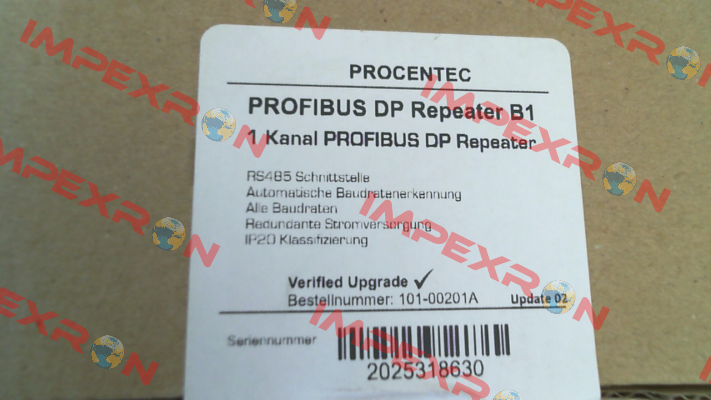 PROCENTEC
PROFIBUS DP Repeater B1
1 Kanal PROFIBUS DP Repeater
RS485 Schnittstelle
Automatische Baudratenerkennung
Alle Baudraten
Redundante Stromversorgung
IP20 Klassifizierung
Verified Upgrade ✓
Bestellnummer: 101-00201A Update 02
Seriennummer
2025318630
IMPEXRON
IMPEXRON
IMPEXRON
IMPEXRON
IMPEXRON
IMPEXRON